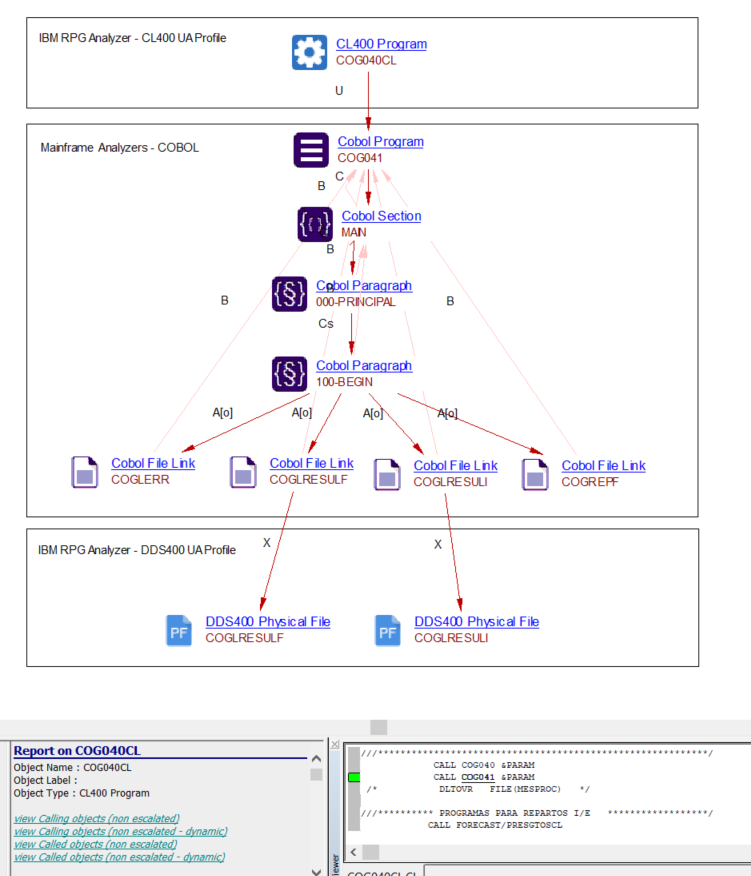 IBM RPG Analyzer - CL400 UA Profile
CL400 Program
COG040CL
U
Mainframe Analyzers - COBOL
Cobol Program
COG041
C
B
Cobol Section
MAIN
B
Cobol Paragraph
000-PRINCIPAL
B
B
B
Cs
Cobol Paragraph
100-BEGIN
A[o]
A[o]
A[o]
A[o]
Cobol File Link
COGLERR
Cobol File Link
COGLRESULF
Cobol File Link
COGLRESULI
Cobol File Link
COGREPF
IBM RPG Analyzer - DDS400 UA Profile
X
X
PF
DDS400 Physical File
COGLRESULF
PF
DDS400 Physical File
COGLRESULI
Report on COG040CL
Object Name : COG040CL
Object Label :
Object Type : CL400 Program
view Calling objects (non escalated)
view Calling objects (non escalated - dynamic)
view Called objects (non escalated)
view Called objects (non escalated - dynamic)
CALL COG040 &PARAM
CALL COG041 &PARAM
/* DLTOVR FILE(MESPROC) */
///********** PROGRAMAS PARA REPARTOS I/E ******************/
CALL FORECAST/PRESGTOSCL